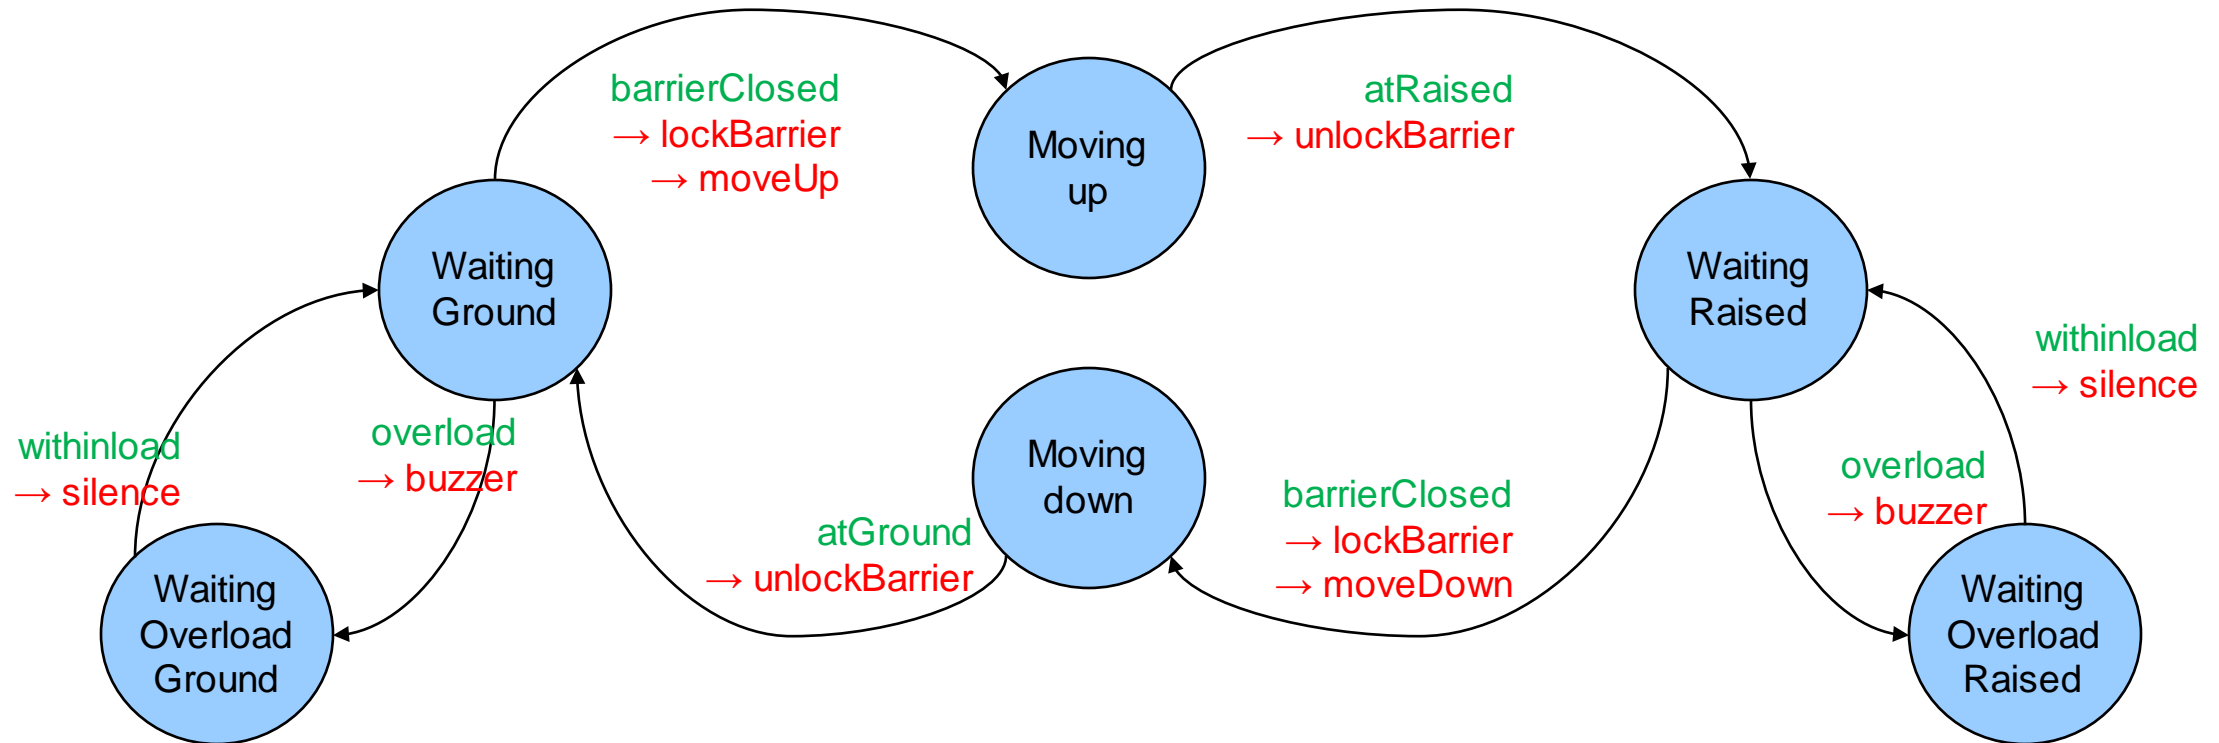 barrierClosed
→ lockBarrier
→ moveUp
atRaised
→ unlockBarrier
Moving
up
Waiting
Ground
Waiting
Raised
withinload
→ silence
overload
→ buzzer
withinload
→ silence
Moving
down
atGround
→ unlockBarrier
barrierClosed
→ lockBarrier
→ moveDown
overload
→ buzzer
Waiting
Overload
Ground
Waiting
Overload
Raised